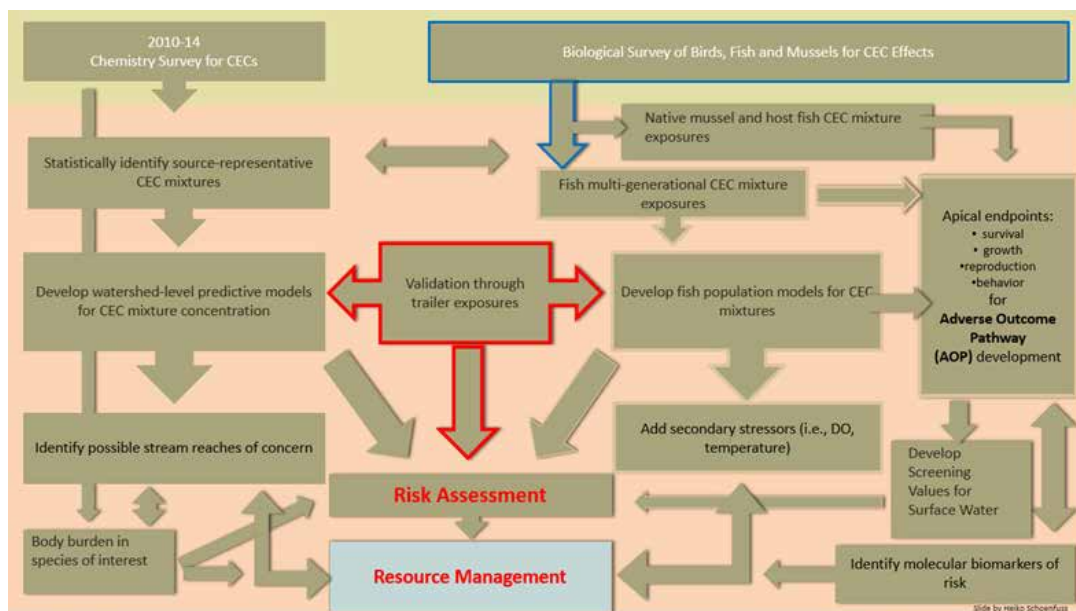 2010-14
Chemistry Survey for CECs
Biological Survey of Birds, Fish and Mussels for CEC Effects
Native mussel and host fish CEC mixture
exposures
Statistically identify source-representative
CEC mixtures
Fish multi-generational CEC mixture
exposures
Apical endpoints:
• survival
• growth
•reproduction
•behavior
for
Adverse Outcome
Pathway
(AOP) development
Validation through
trailer exposures
Develop watershed-level predictive models
for CEC mixture concentration
Develop fish population models for CEC
mixtures
Identify possible stream reaches of concern
Add secondary stressors (i.e., DO,
temperature)
Develop
Screening
Values for
Surface Water
Risk Assessment
Body burden in
species of interest
Resource Management
Identify molecular biomarkers of
risk
Slide by Heiko Schoenfuss